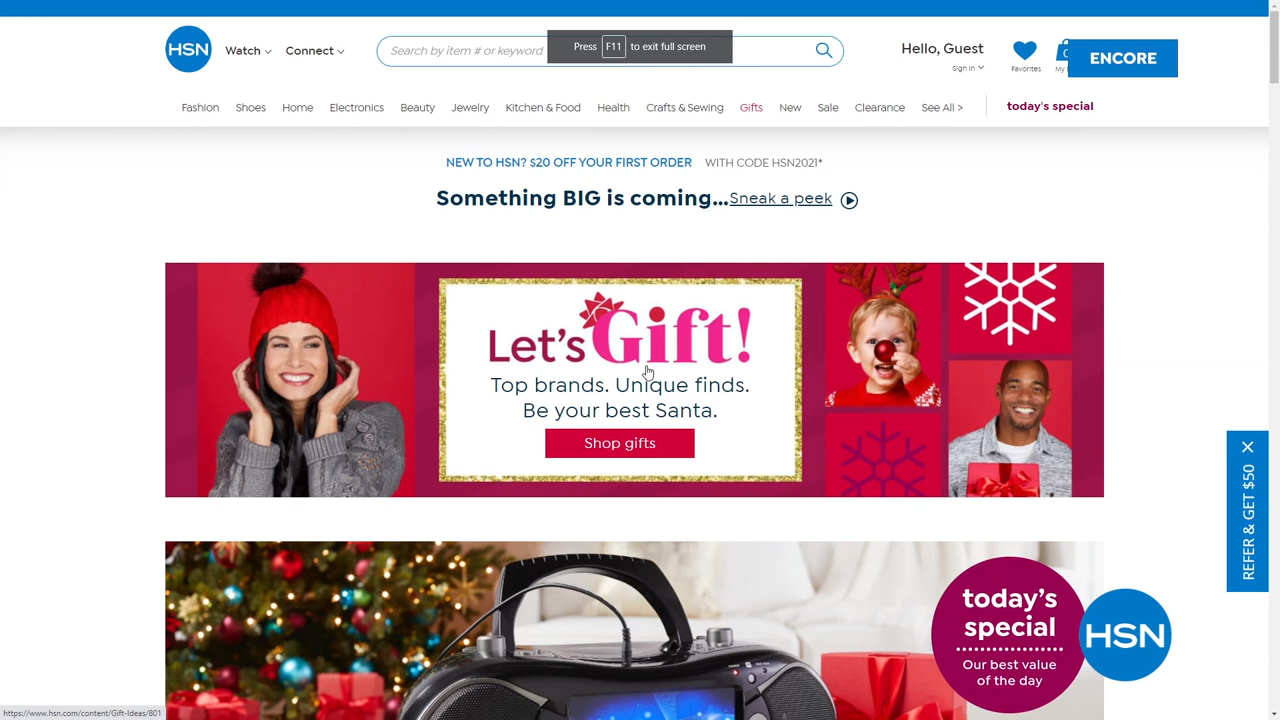 HSN
Watch
Connect
Search by item # or keyword
Press F11 to exit full screen
Hello, Guest
Sign In
Favorites
ENCORE
Fashion
Shoes
Home
Electronics
Beauty
Jewelry
Kitchen & Food
Health
Crafts & Sewing
Gifts
New
Sale
Clearance
See All >
today's special
NEW TO HSN? $20 OFF YOUR FIRST ORDER WITH CODE HSN2021*
Something BIG is coming...Sneak a peek
Let's Gift!
Top brands. Unique finds.
Be your best Santa.
Shop gifts
REFER & GET $50
today's
special
Our best value
of the day
HSN
https://www.hsn.com/content/Gift-Ideas/801